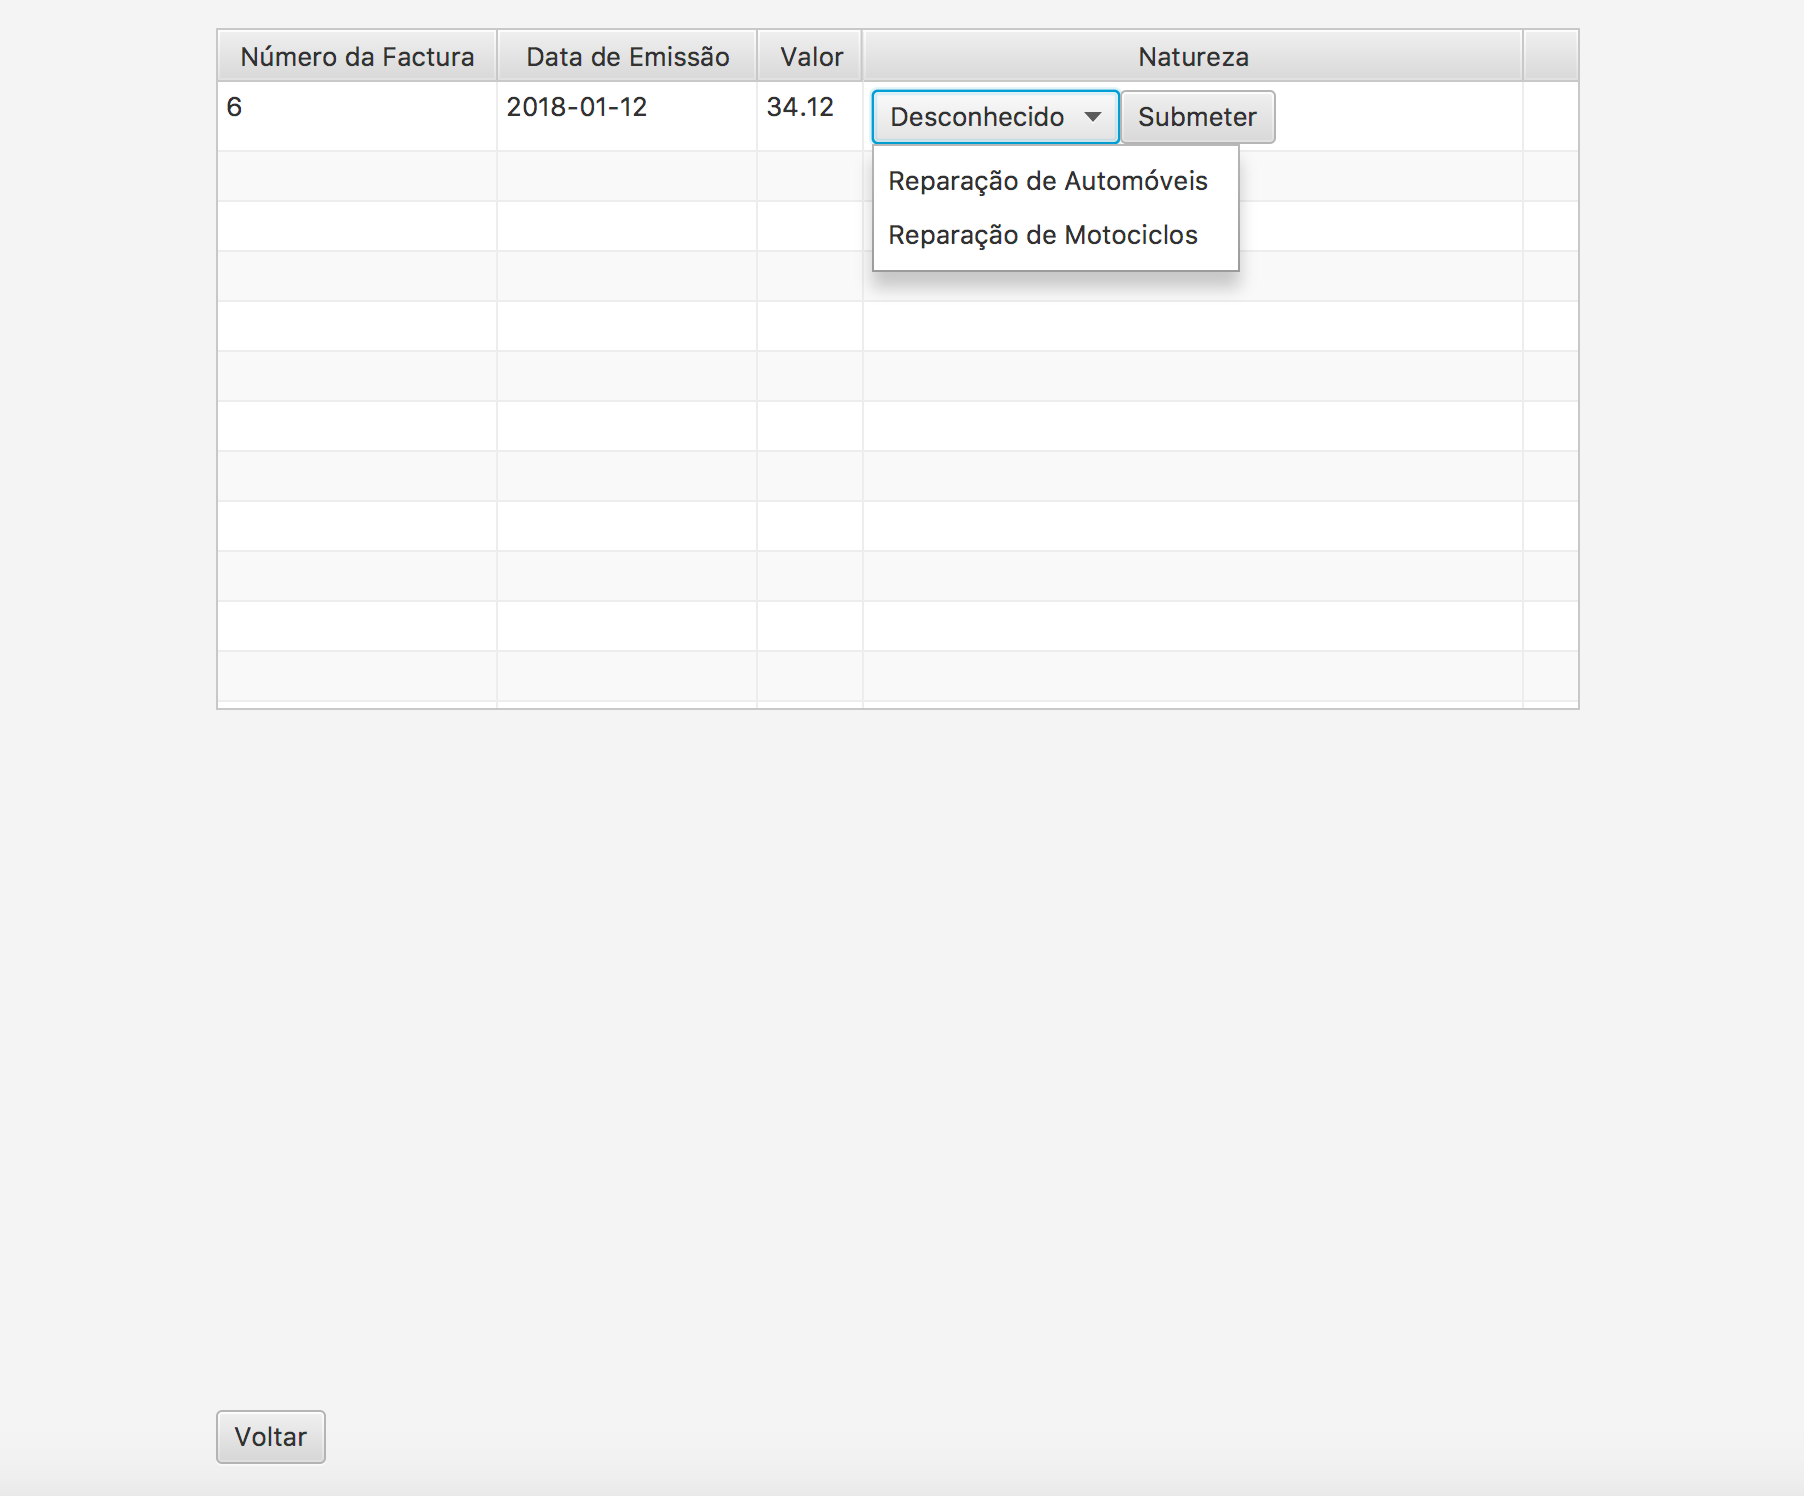 Número da Factura Data de Emissão Valor Natureza
6 2018-01-12 34.12 Desconhecido Submeter
Reparação de Automóveis
Reparação de Motociclos
Voltar